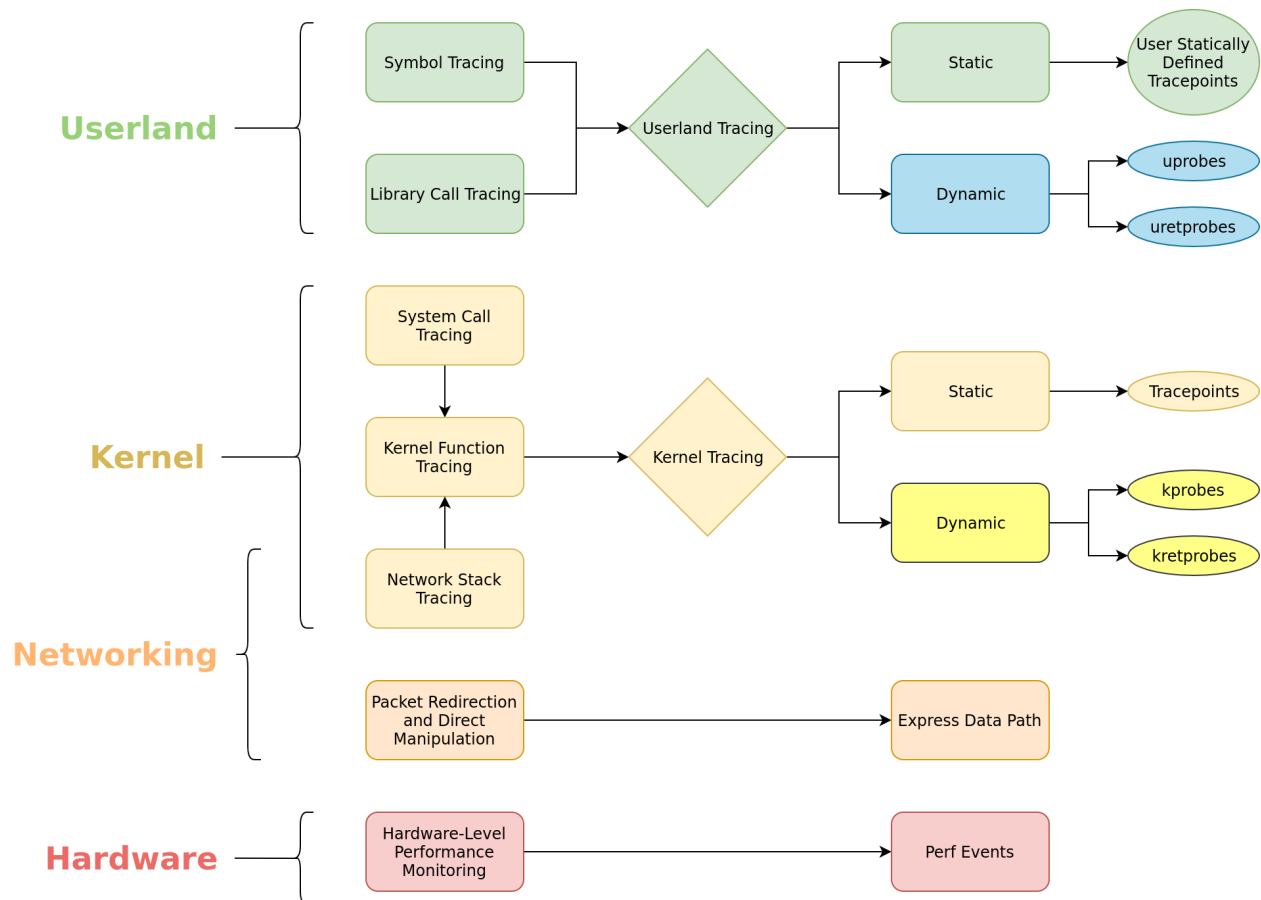 Userland
Symbol Tracing
Library Call Tracing
Userland Tracing
Static
User Statically
Defined
Tracepoints
Dynamic
uprobes
uretprobes
Kernel
System Call
Tracing
Kernel Function
Tracing
Network Stack
Tracing
Kernel Tracing
Static
Tracepoints
Dynamic
kprobes
kretprobes
Networking
Packet Redirection
and Direct
Manipulation
Express Data Path
Hardware
Hardware-Level
Performance
Monitoring
Perf Events